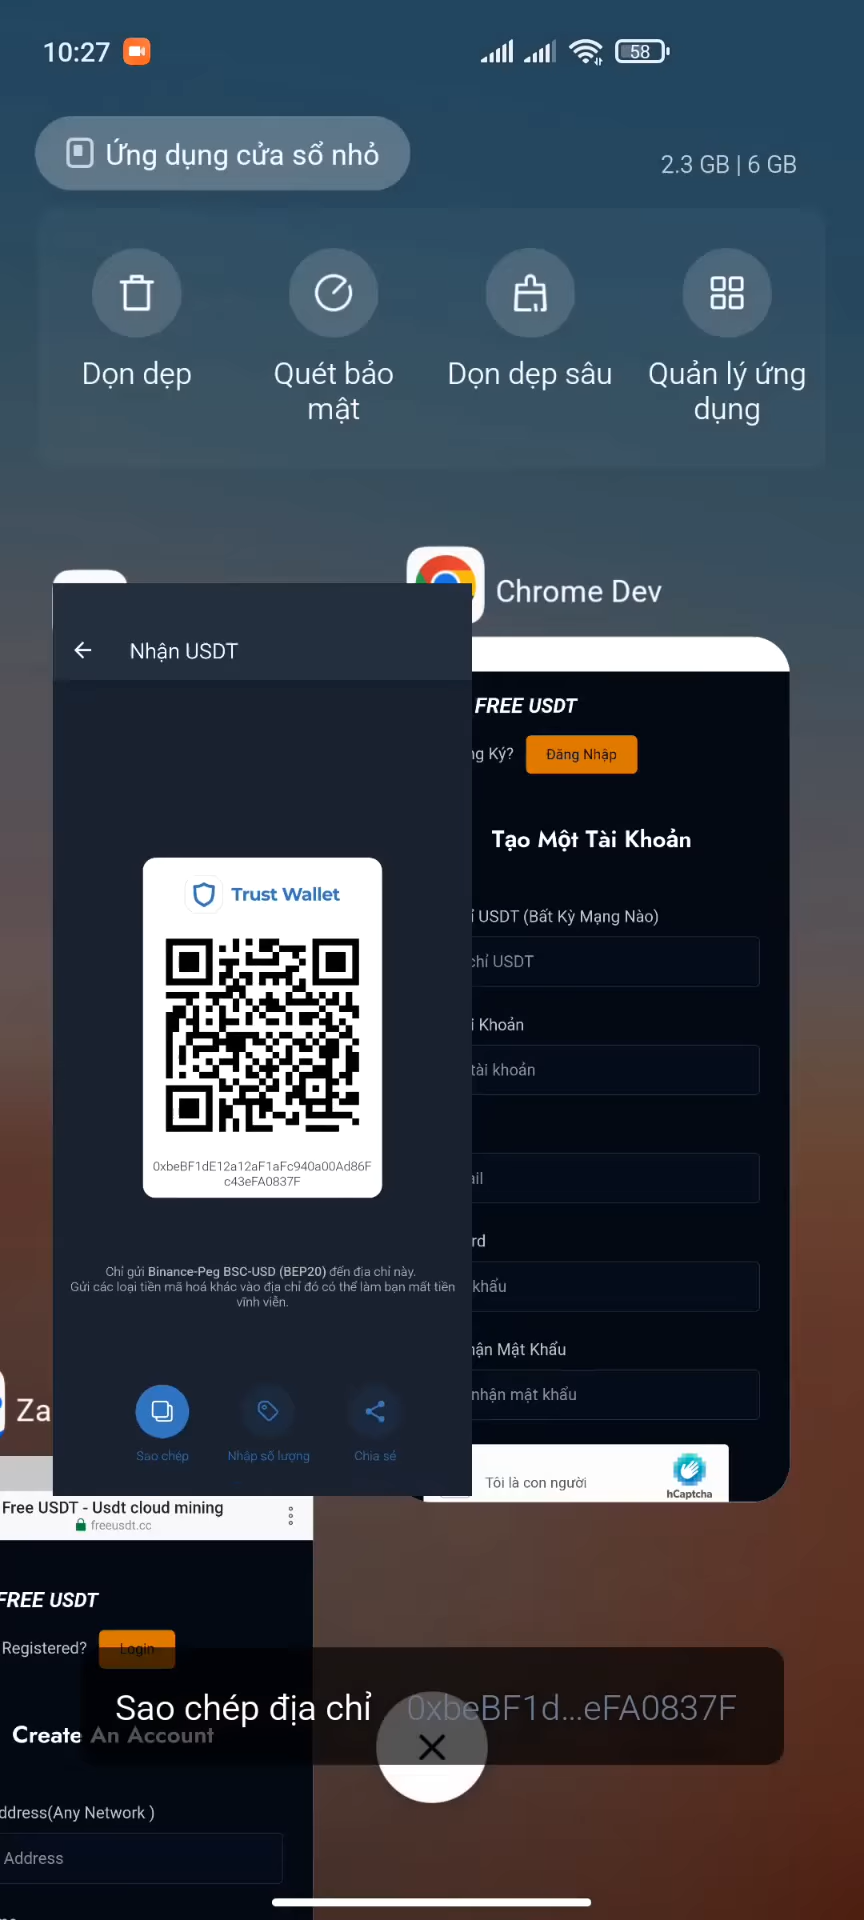 10:27
58
Ứng dụng cửa sổ nhỏ
2.3 GB | 6 GB
Dọn dẹp
Quét bảo mật
Dọn dẹp sâu
Quản lý ứng dụng
Chrome Dev
Nhận USDT
Trust Wallet
0xbeBF1dE12a12aF1aFc940a00Ad86F
c43eFA0837F
Chỉ gửi Binance-Peg BSC-USD (BEP20) đến địa chỉ này.
Gửi các loại tiền mã hoá khác vào địa chỉ đó có thể làm bạn mất tiền
vĩnh viễn.
Sao chép
Nhập số lượng
Chia sẻ
FREE USDT
Ký?
Đăng Nhập
Tạo Một Tài Khoản
USDT (Bất Kỳ Mạng Nào)
chỉ USDT
Khoản
tài khoản
khẩu
Mật Khẩu
nhận mật khẩu
Tôi là con người
hCaptcha
Za
Free USDT - Usdt cloud mining
freeusdt.cc
FREE USDT
Registered?
Login
Create An Account
ddress(Any Network )
Address
Sao chép địa chỉ 0xbeBF1d...eFA0837F